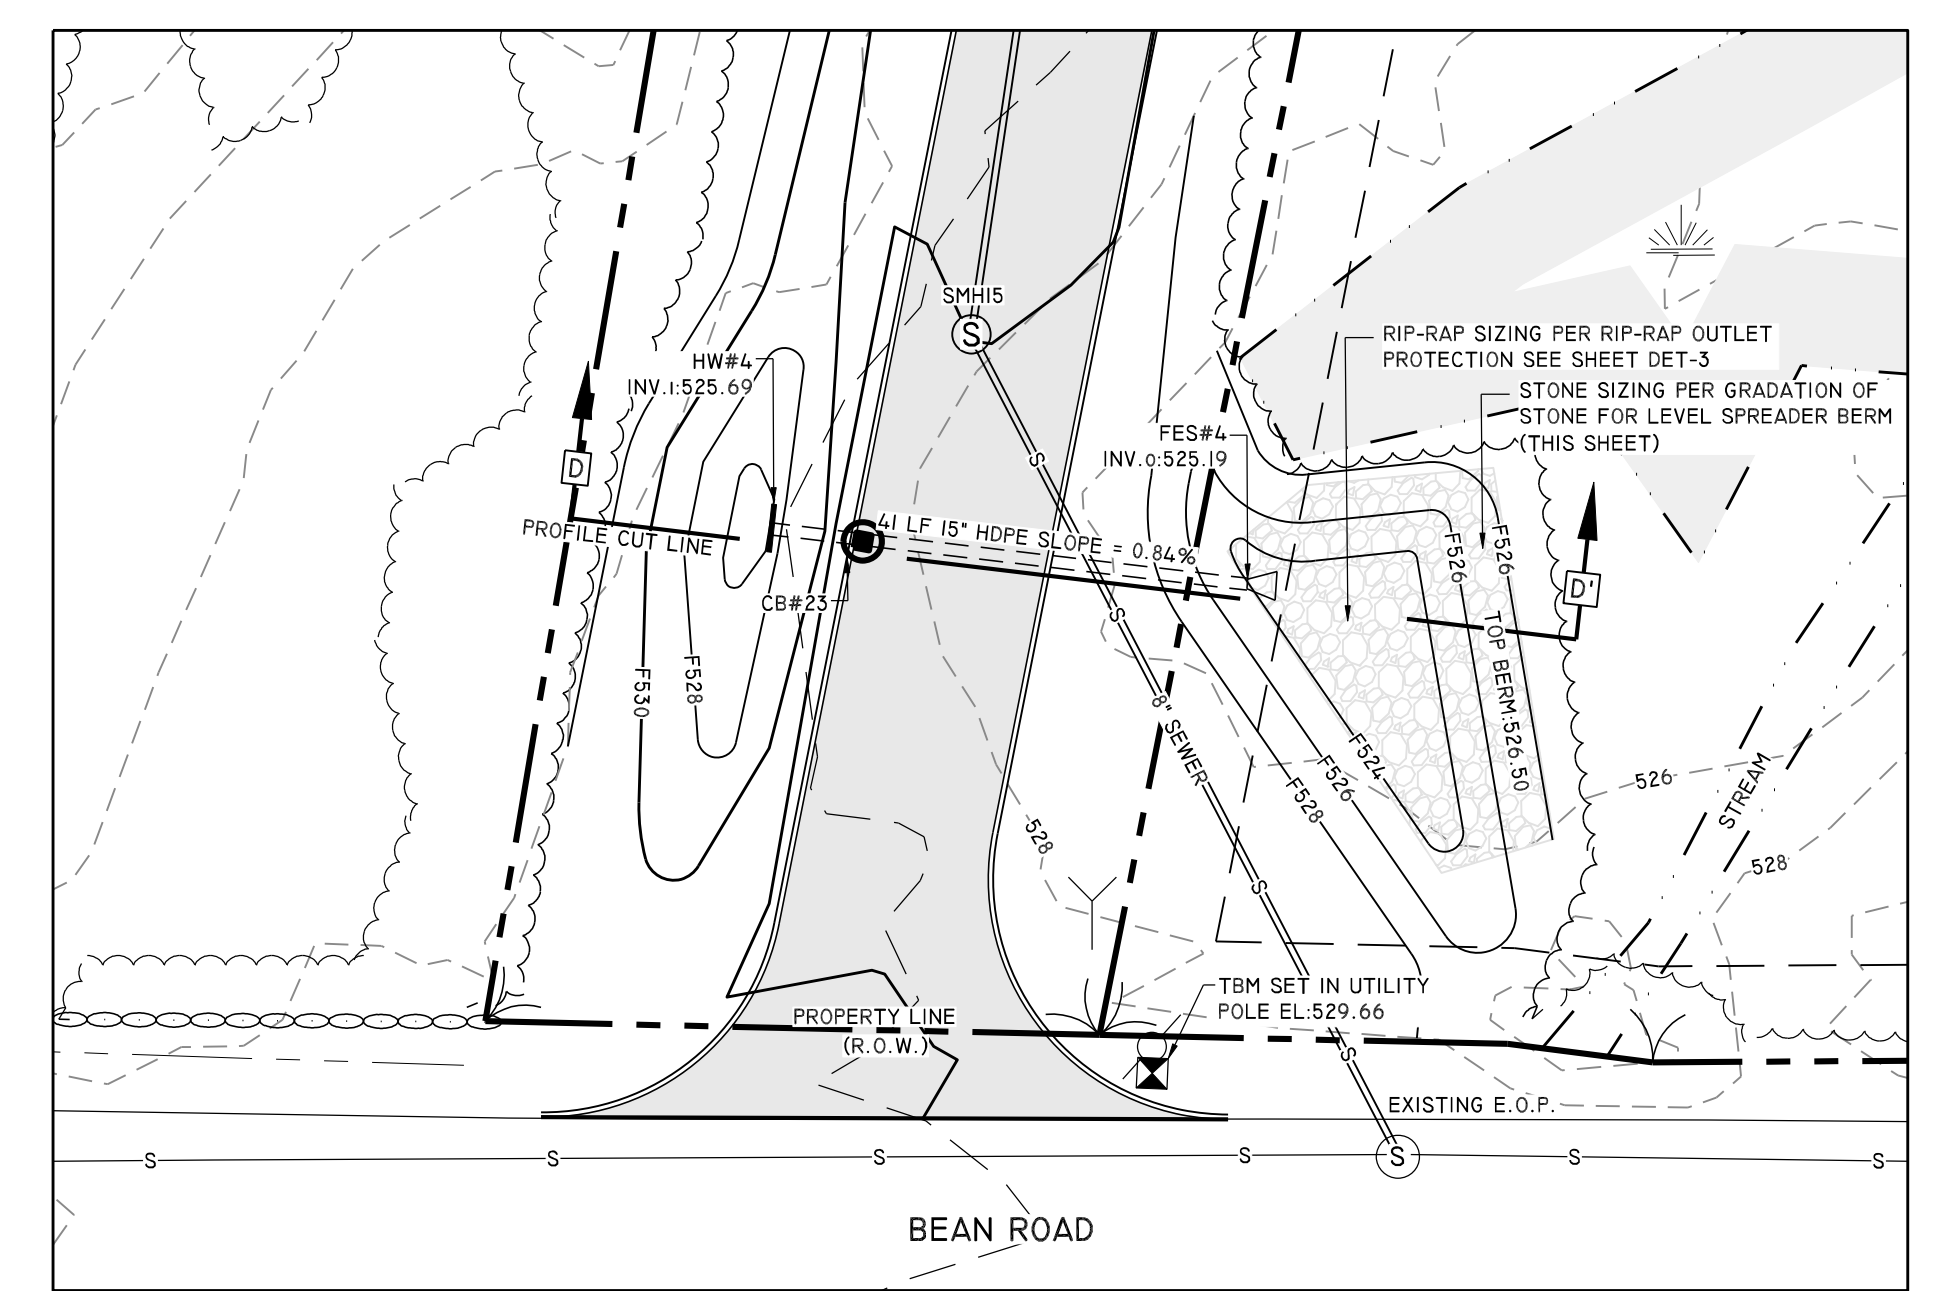 SMH15
S
RIP-RAP SIZING PER RIP-RAP OUTLET
PROTECTION SEE SHEET DET-3
HW#4
INV.I:525.69
STONE SIZING PER GRADATION OF
STONE FOR LEVEL SPREADER BERM
(THIS SHEET)
FES#4
INV.O:525.19
D
S
PROFILE CUT LINE
41 LF 15" HDPE SLOPE = 0.84%
F526
F526
D'
CB#23
S
F530
F528
8" SEWER
TOP BERM:526.50
F524
F526
F528
526
STREAM
528
528
S
TBM SET IN UTILITY
POLE EL:529.66
PROPERTY LINE
(R.O.W.)
S
EXISTING E.O.P.
S
S
S
S
S
S
S
BEAN ROAD